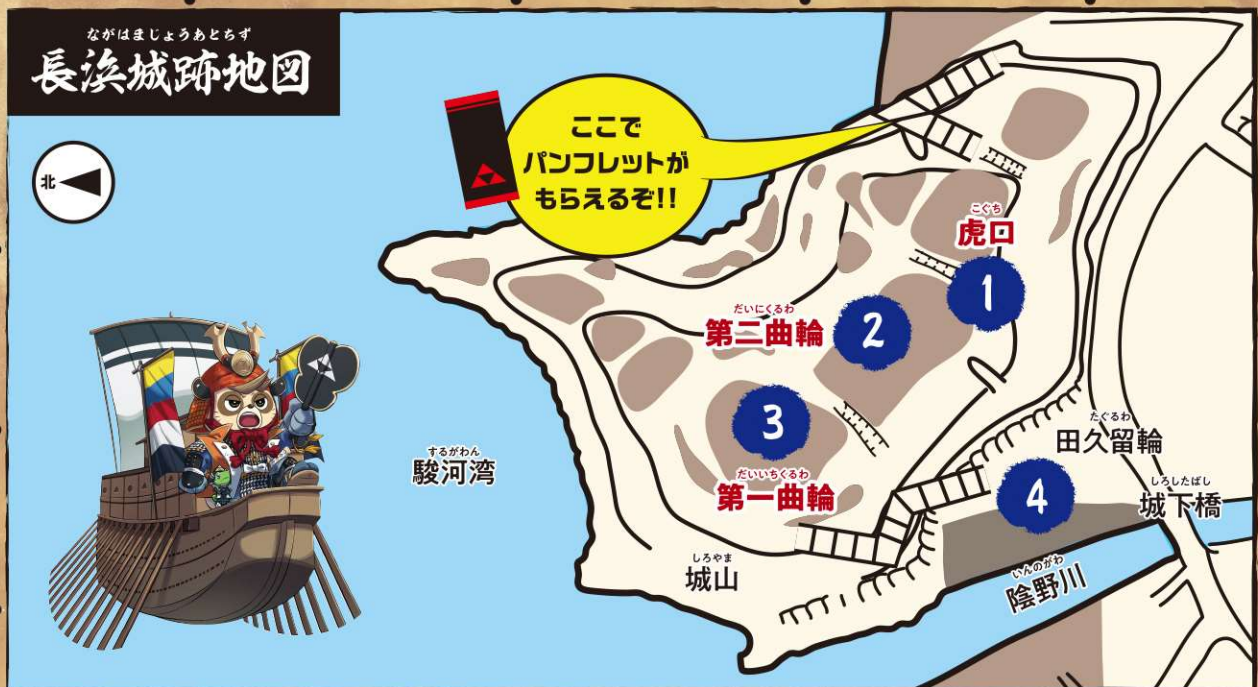 ながはまじょうあとちず
長浜城跡地図
北
ここで
パンフレットが
もらえるぞ!!
こぐち
虎口
1
だいにくるわ
第二曲輪
2
3
だいいちくるわ
第一曲輪
たぐるわ
田久留輪
4
しろしたばし
城下橋
するがわん
駿河湾
しろやま
城山
いんのがわ
陰野川